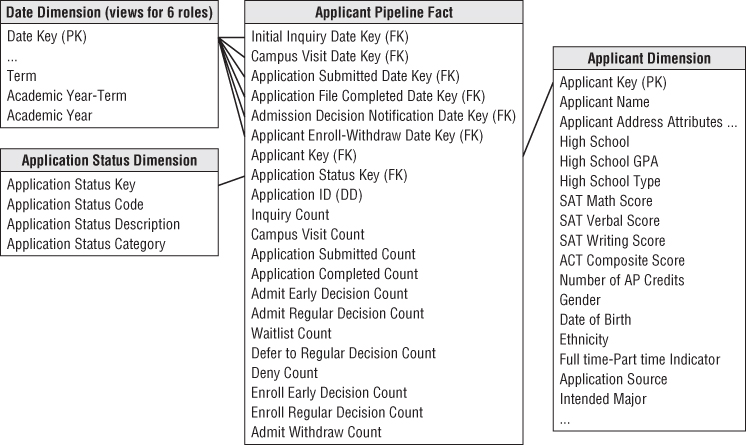 Date Dimension (views for 6 roles)
Date Key (PK)
...
Term
Academic Year-Term
Academic Year
Application Status Dimension
Application Status Key
Application Status Code
Application Status Description
Application Status Category
Applicant Pipeline Fact
Initial Inquiry Date Key (FK)
Campus Visit Date Key (FK)
Application Submitted Date Key (FK)
Application File Completed Date Key (FK)
Admission Decision Notification Date Key (FK)
Applicant Enroll-Withdraw Date Key (FK)
Applicant Key (FK)
Application Status Key (FK)
Application ID (DD)
Inquiry Count
Campus Visit Count
Application Submitted Count
Application Completed Count
Admit Early Decision Count
Admit Regular Decision Count
Waitlist Count
Defer to Regular Decision Count
Deny Count
Enroll Early Decision Count
Enroll Regular Decision Count
Admit Withdraw Count
Applicant Dimension
Applicant Key (PK)
Applicant Name
Applicant Address Attributes ...
High School
High School GPA
High School Type
SAT Math Score
SAT Verbal Score
SAT Writing Score
ACT Composite Score
Number of AP Credits
Gender
Date of Birth
Ethnicity
Full time-Part time Indicator
Application Source
Intended Major
...